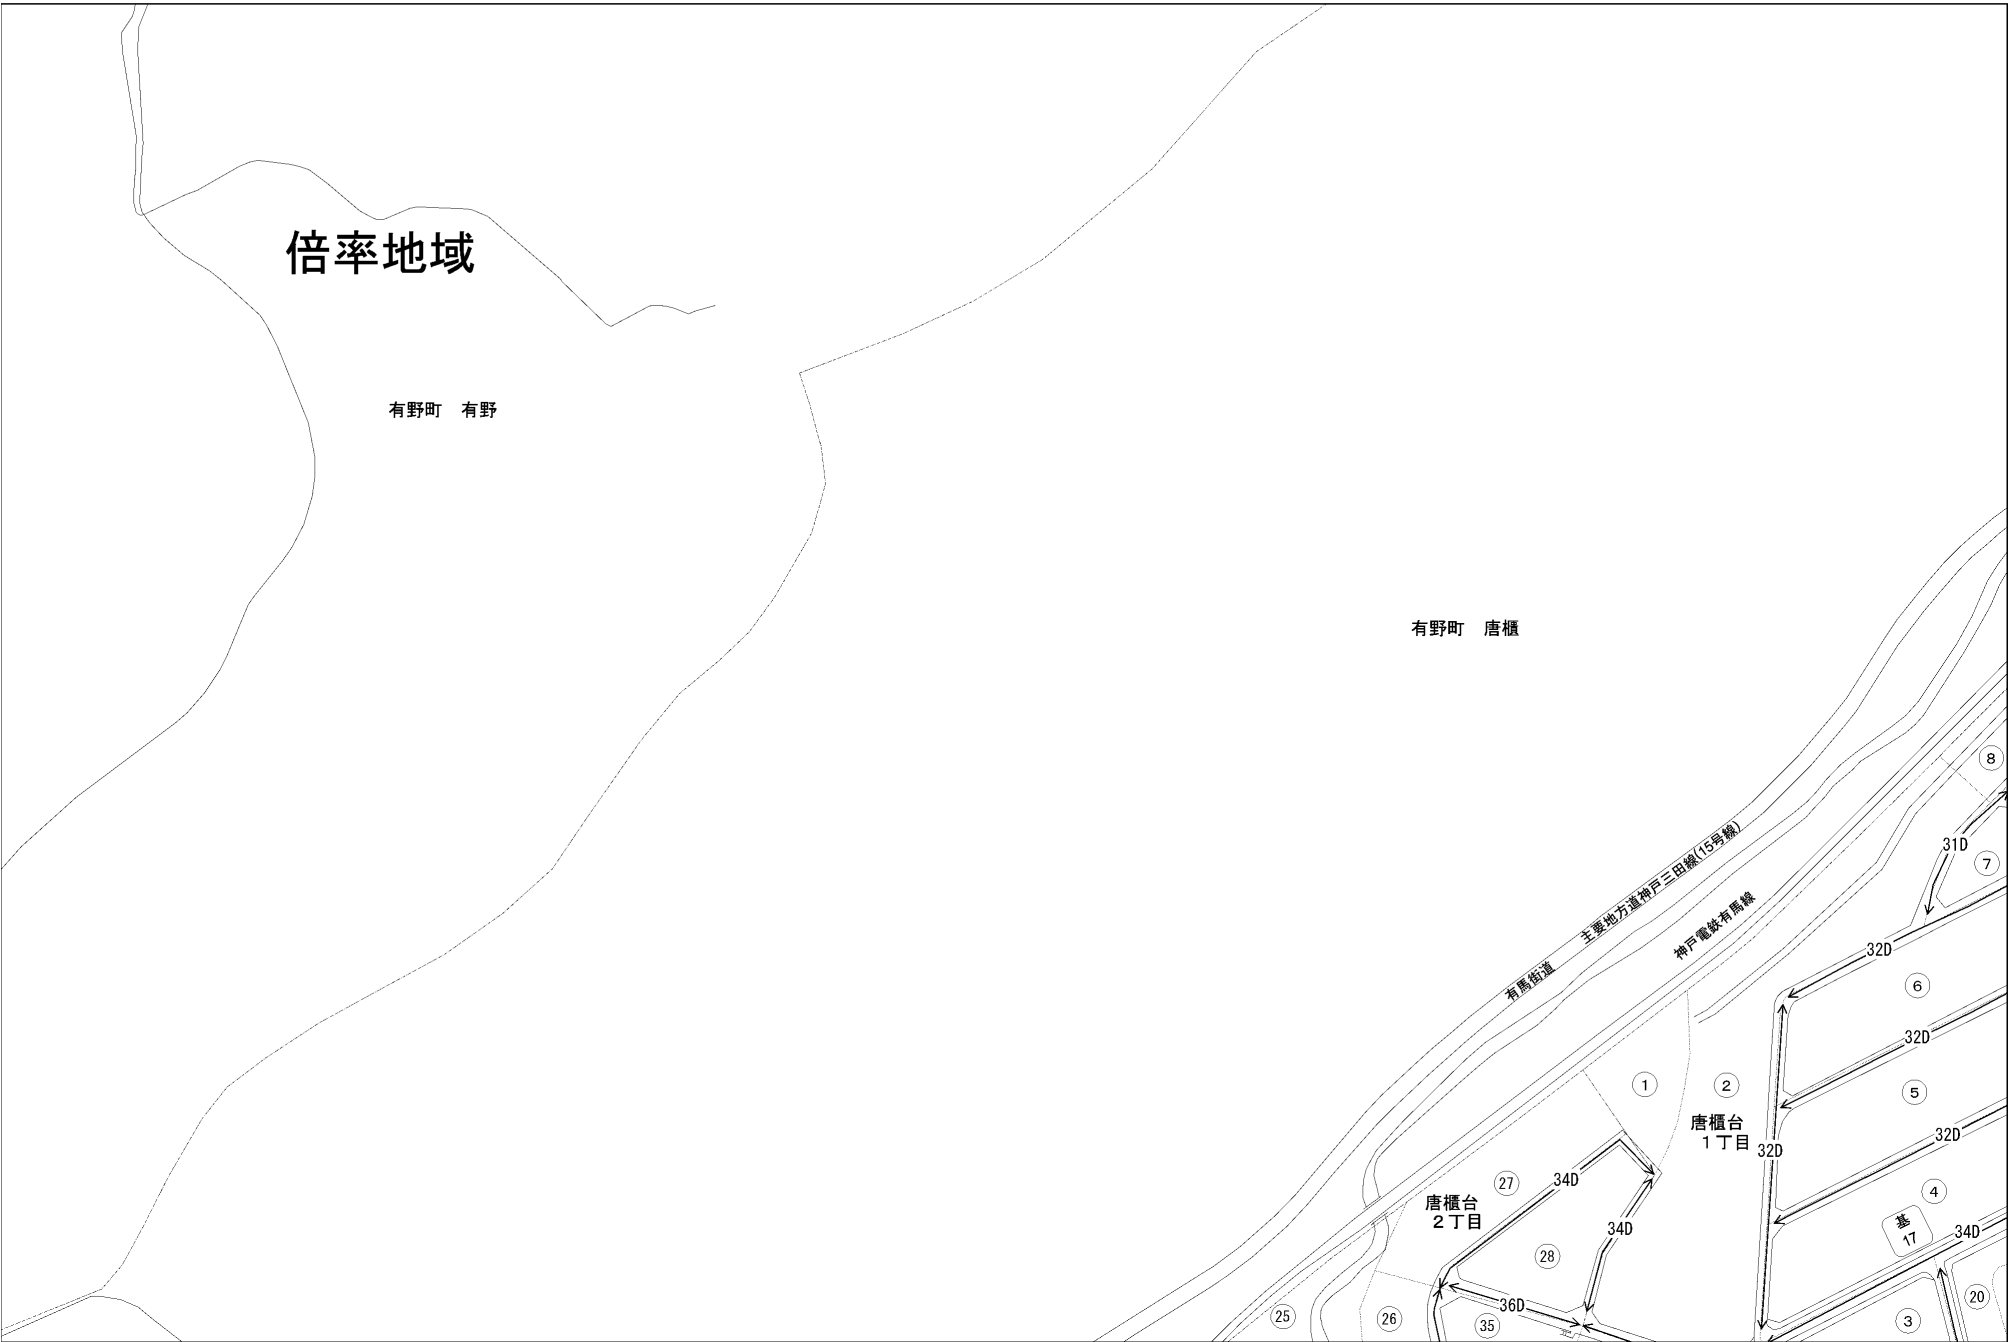 倍率地域
有野町　有野
有野町　唐櫃
8
31D
7
主要地方道神戸三田線(15号線)
神戸電鉄有馬線
32D
有馬街道
6
32D
1
2
5
唐櫃台
1丁目
32D
32D
27
34D
4
唐櫃台
2丁目
基
17
34D
34D
28
25
26
36D
35
3
20